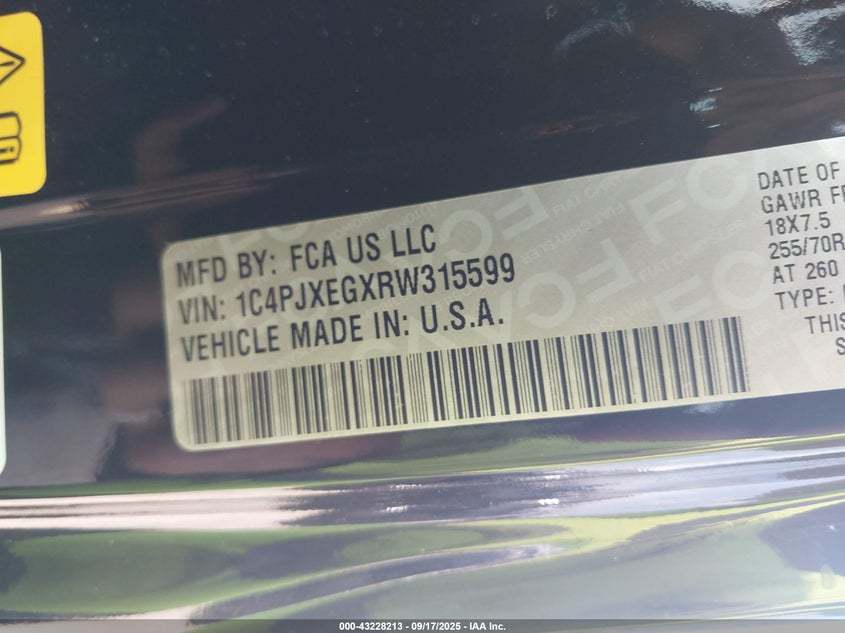 MFD BY: FCA US LLC
VIN: 1C4PJXEGXRW315599
VEHICLE MADE IN: U.S.A.
DATE OF
GAWR
18X7.5
255/70R
AT 260
TYPE:
THIS
000-43228213 - 09/17/2025 - IAA Inc.